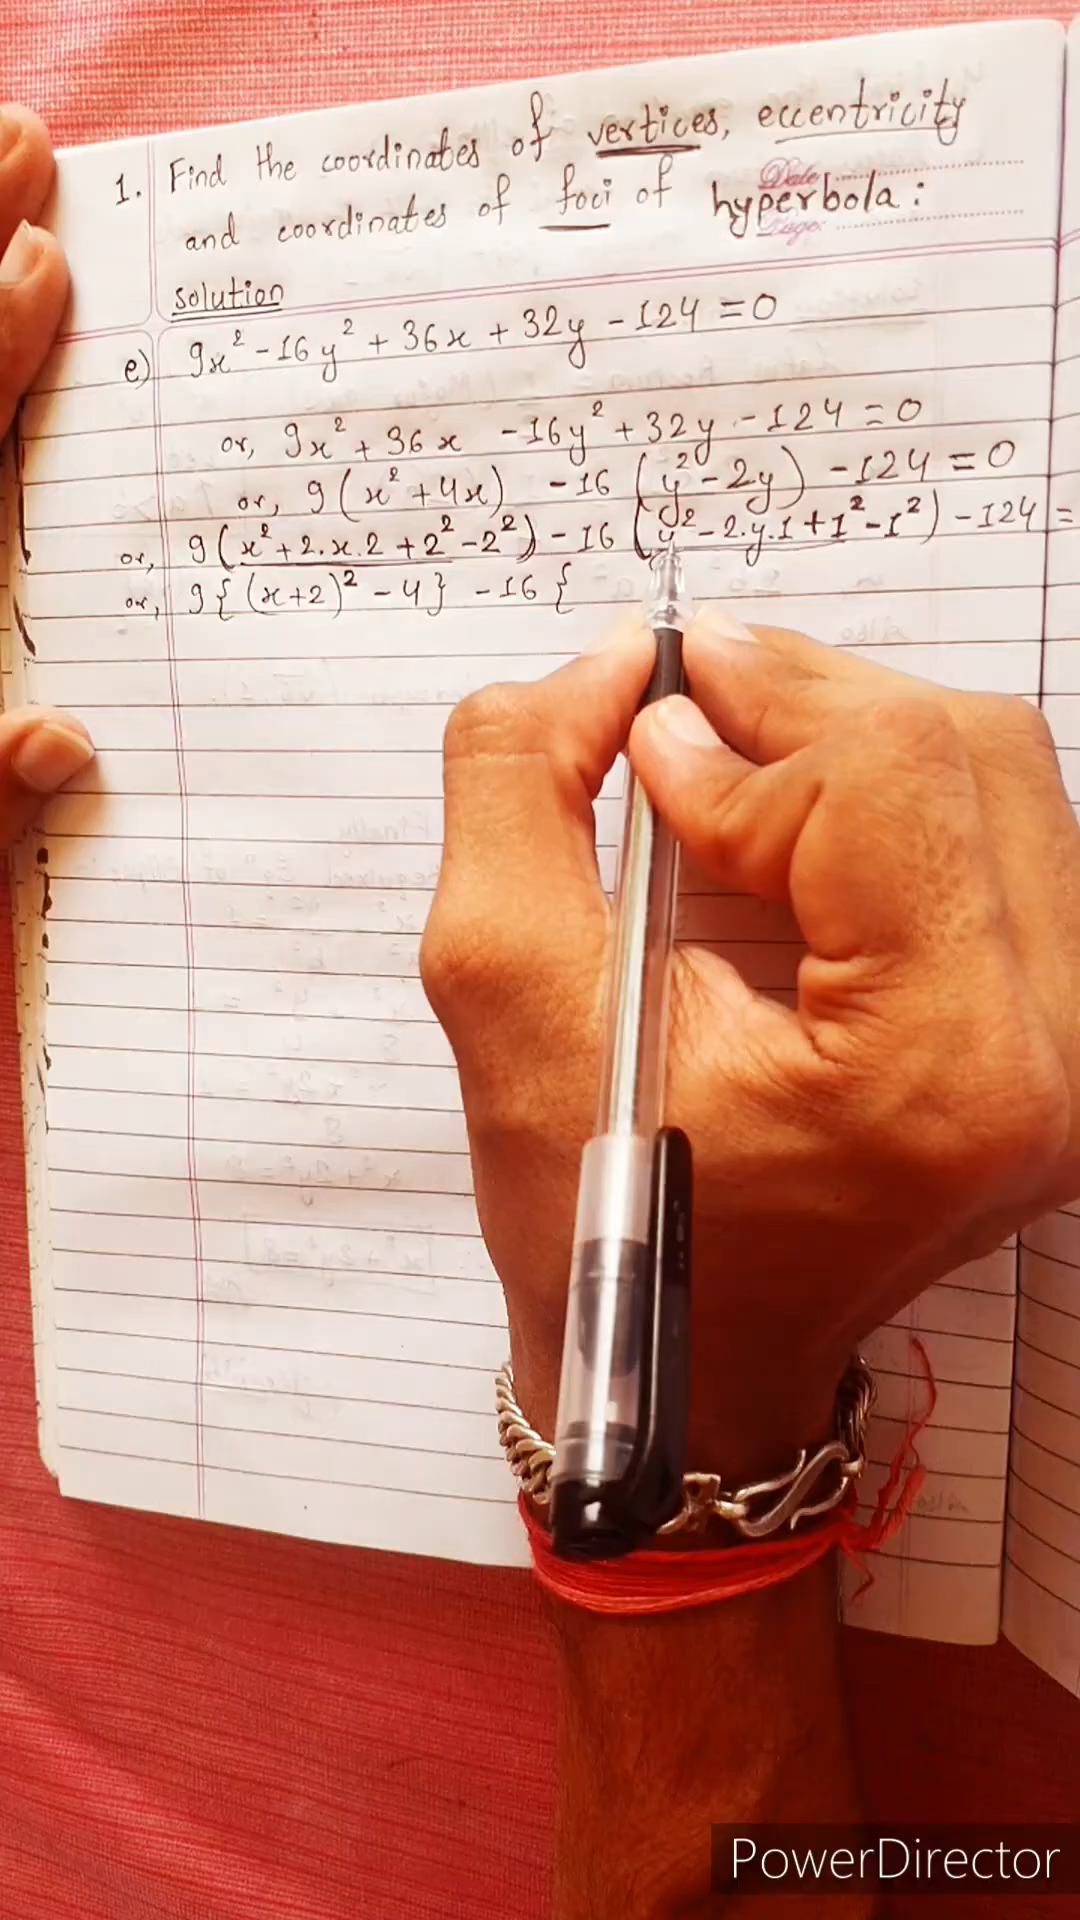 1. Find the coordinates of vertices, eccentricity
and coordinates of foci of hyperbola:
Date
Page:
solution
e) 9x² - 16y² + 36x + 32y - 124 = 0
or, 9x² + 36x - 16y² + 32y - 124 = 0
or, 9(x² + 4x) - 16(y² - 2y) - 124 = 0
or, 9(x² + 2.x.2 + 2² - 2²) - 16(y² - 2.y.1 + 1² - 1²) - 124 =
or, 9{(x+2)² - 4} - 16{
PowerDirector